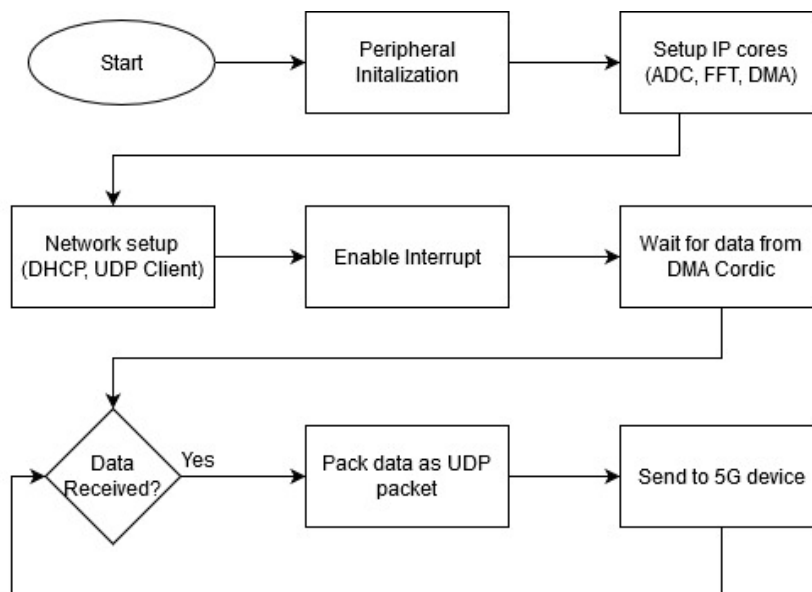 Start
Peripheral
Initalization
Setup IP cores
(ADC, FFT, DMA)
Network setup
(DHCP, UDP Client)
Enable Interrupt
Wait for data from
DMA Cordic
Data
Received?
Yes
Pack data as UDP
packet
Send to 5G device